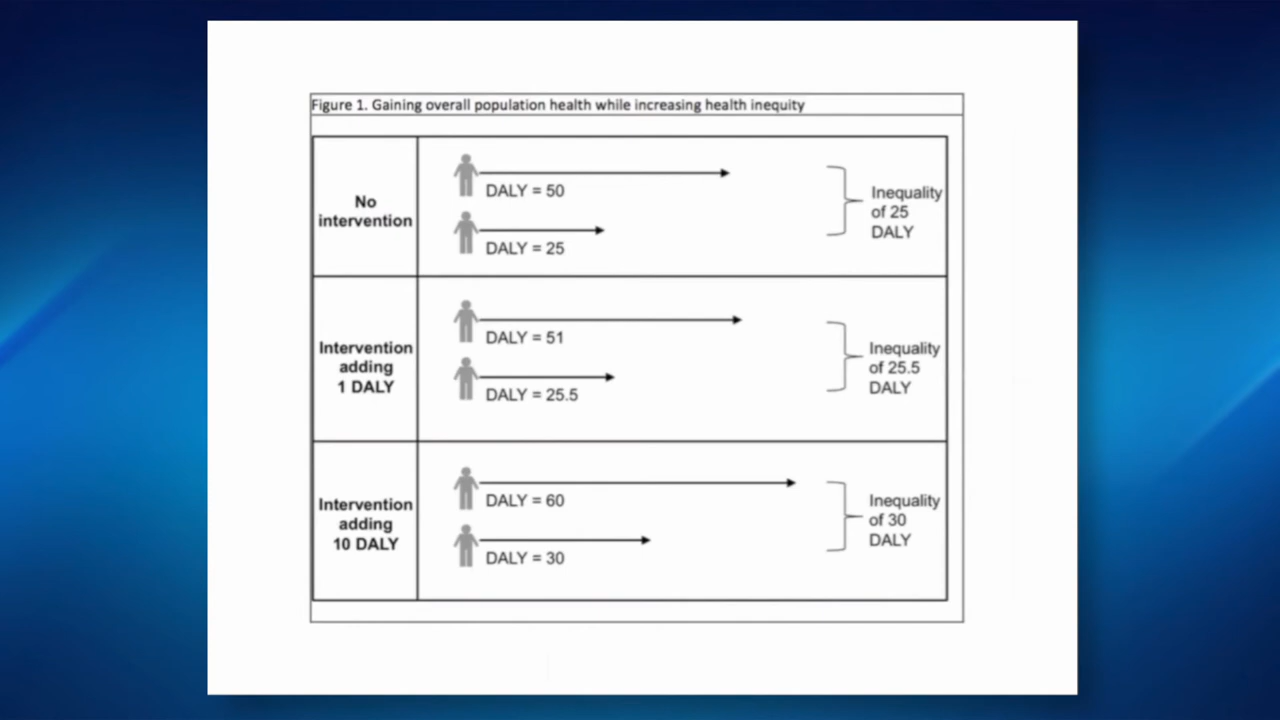 Figure 1. Gaining overall population health while increasing health inequity
No
intervention
DALY = 50
DALY = 25
Inequality
of 25
DALY
Intervention
adding
1 DALY
DALY = 51
DALY = 25.5
Inequality
of 25.5
DALY
Intervention
adding
10 DALY
DALY = 60
DALY = 30
Inequality
of 30
DALY